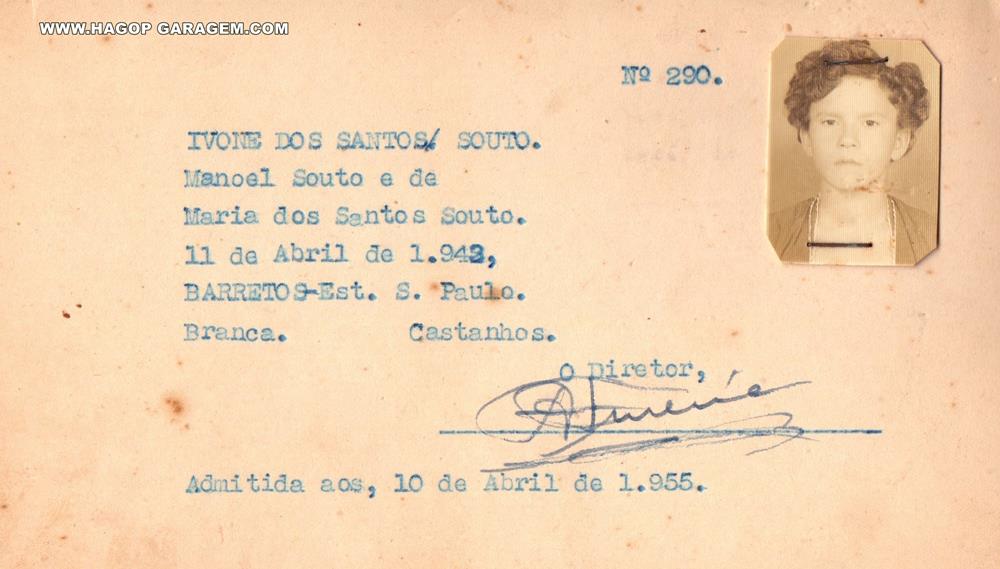 WWW.HAGOP GARAGEM.COM
Nº 290.
IVONE DOS SANTOS/ SOUTO.
Manoel Souto e de
Maria dos Santos Souto.
11 de Abril de 1.942,
BARRETOS-Est. S. Paulo.
Branca. Castanhos.
O Diretor,
Admitida aos, 10 de Abril de 1.955.